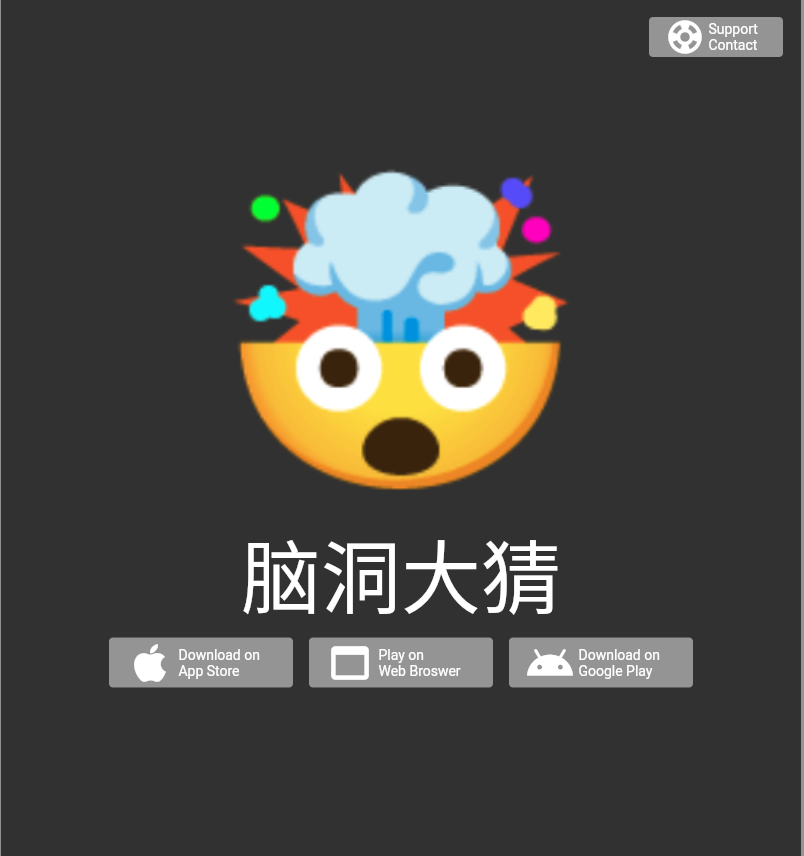 Support
Contact
脑洞大猜
Download on
App Store
Play on
Web Broswer
Download on
Google Play